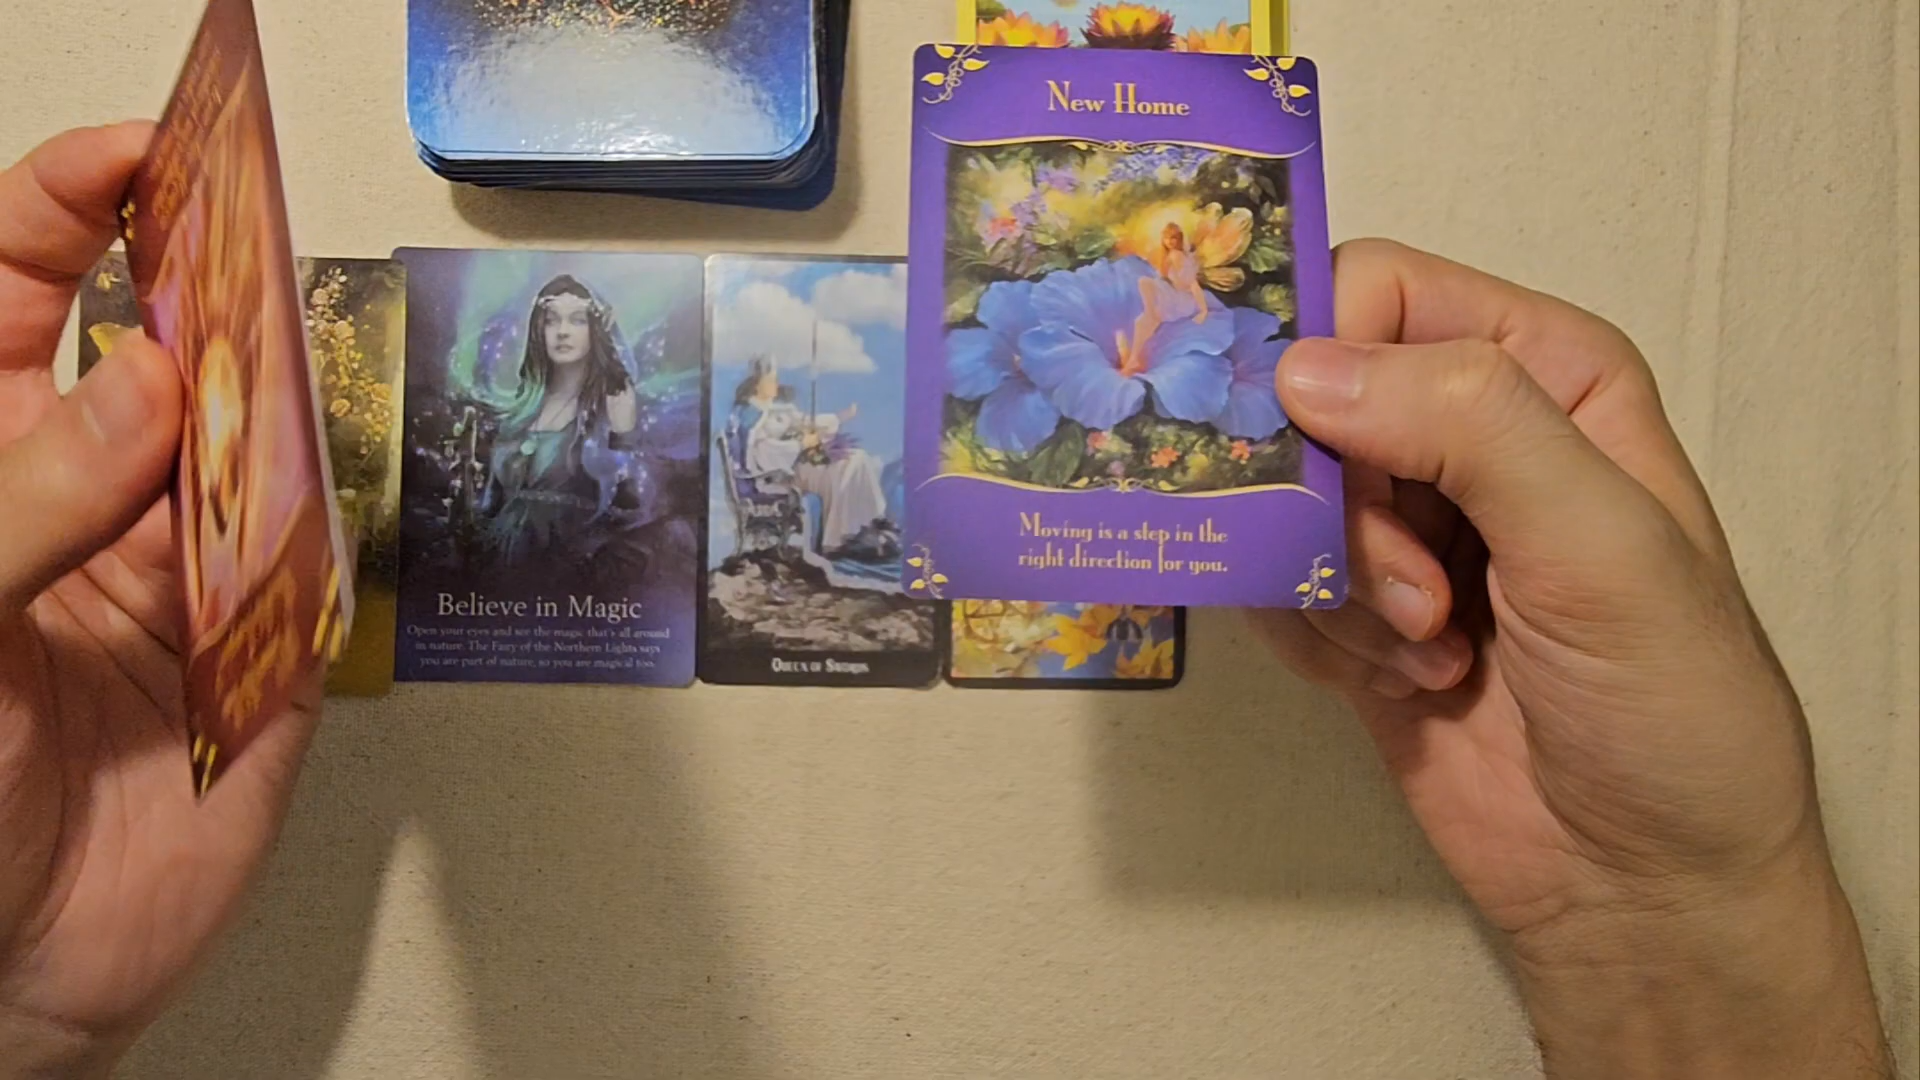 New Home
Moving is a step in the
right direction for you.
Believe in Magic
Open your eyes and see the magic that's all around
in nature. The Fairy of the Northern Lights says
you are part of nature, so you are magical too.
Queen of Swords